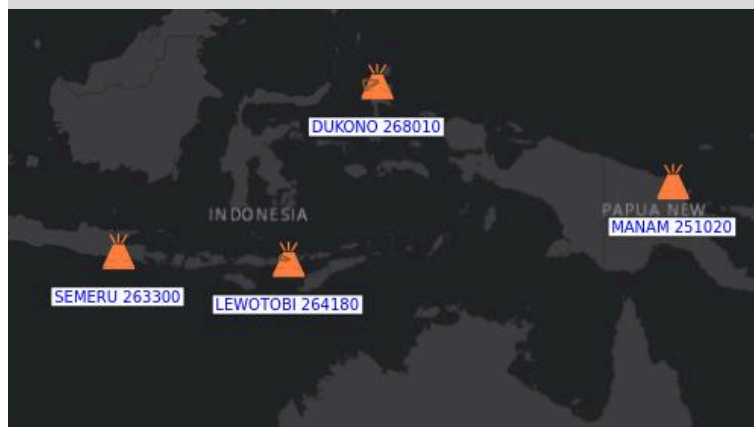 DUKONO 268010
INDONESIA
PAPUA NEW
MANAM 251020
SEMERU 263300
LEWOTOBI 264180